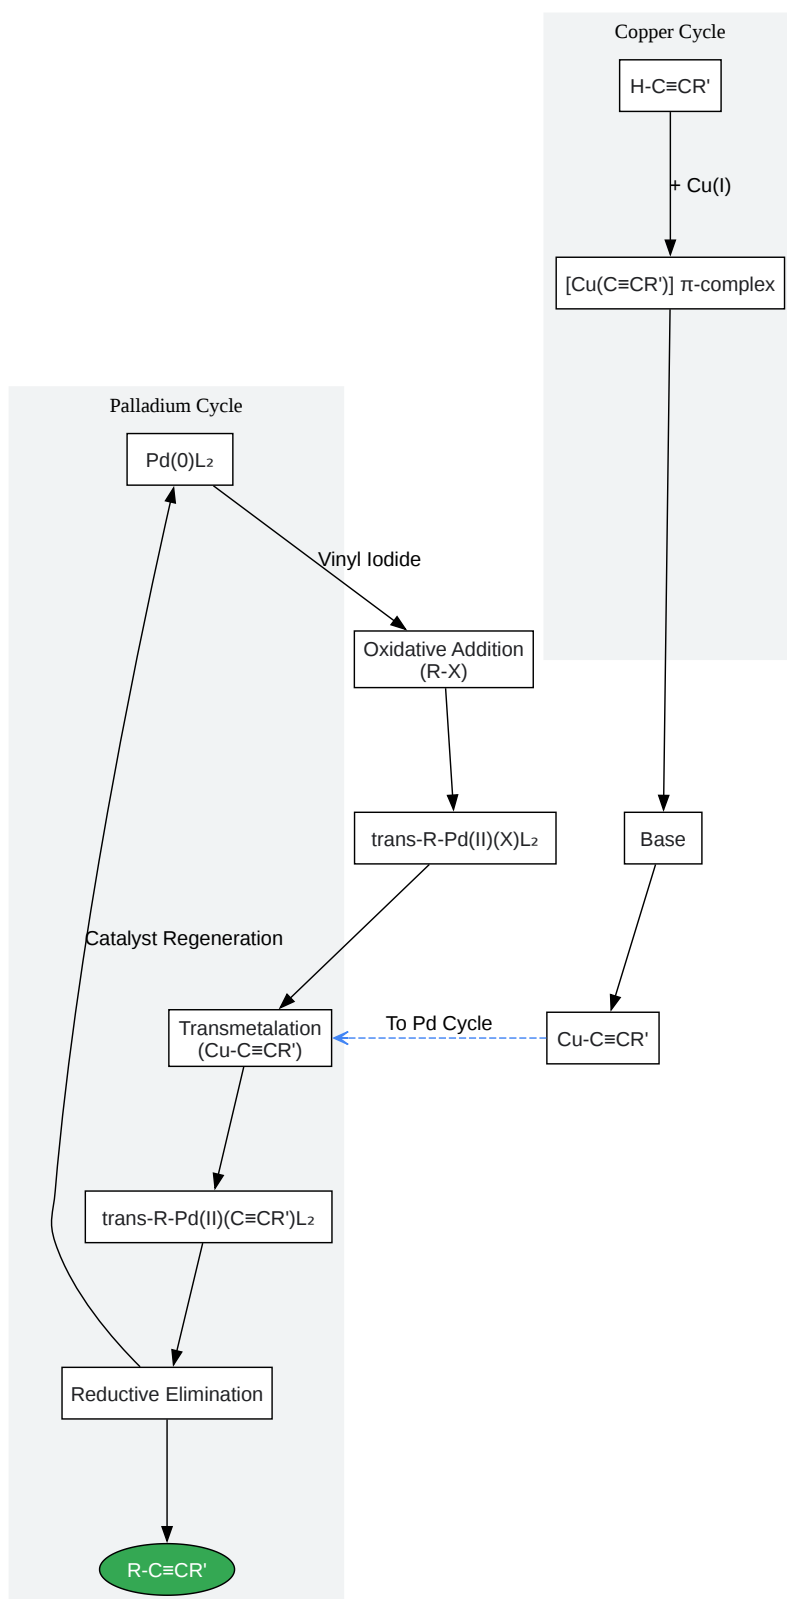 Copper Cycle
H-C≡CR'
+ Cu(I)
[Cu(C≡CR')] π-complex
Palladium Cycle
Pd(0)L₂
Vinyl Iodide
Oxidative Addition
(R-X)
trans-R-Pd(II)(X)L₂
Base
Catalyst Regeneration
Transmetalation
(Cu-C≡CR')
To Pd Cycle
Cu-C≡CR'
trans-R-Pd(II)(C≡CR')L₂
Reductive Elimination
R-C≡CR'